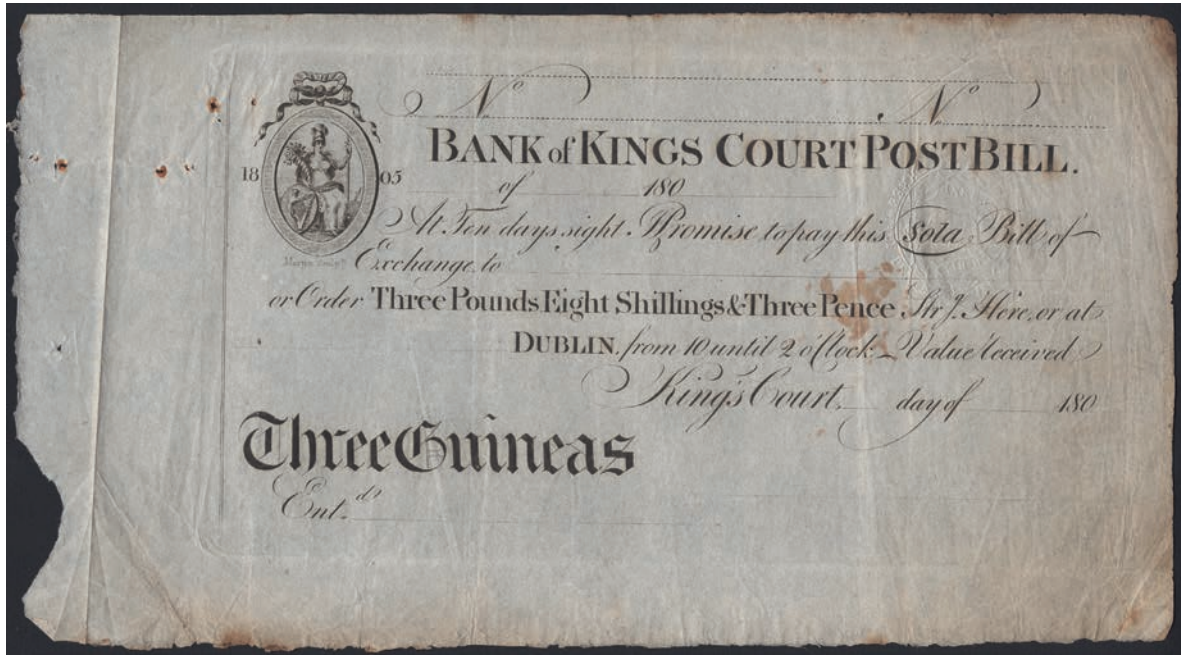 No No
BANK of KINGS COURT POST BILL.
18 05
of 180
At Ten days sight I Promise to pay this Sola Bill of
Exchange to
or Order Three Pounds Eight Shillings & Three Pence Str J. Here, or at
DUBLIN. from 10 until 2 o'Clock _ Value received
King's Court, day of 180
Three Guineas
Ent.d